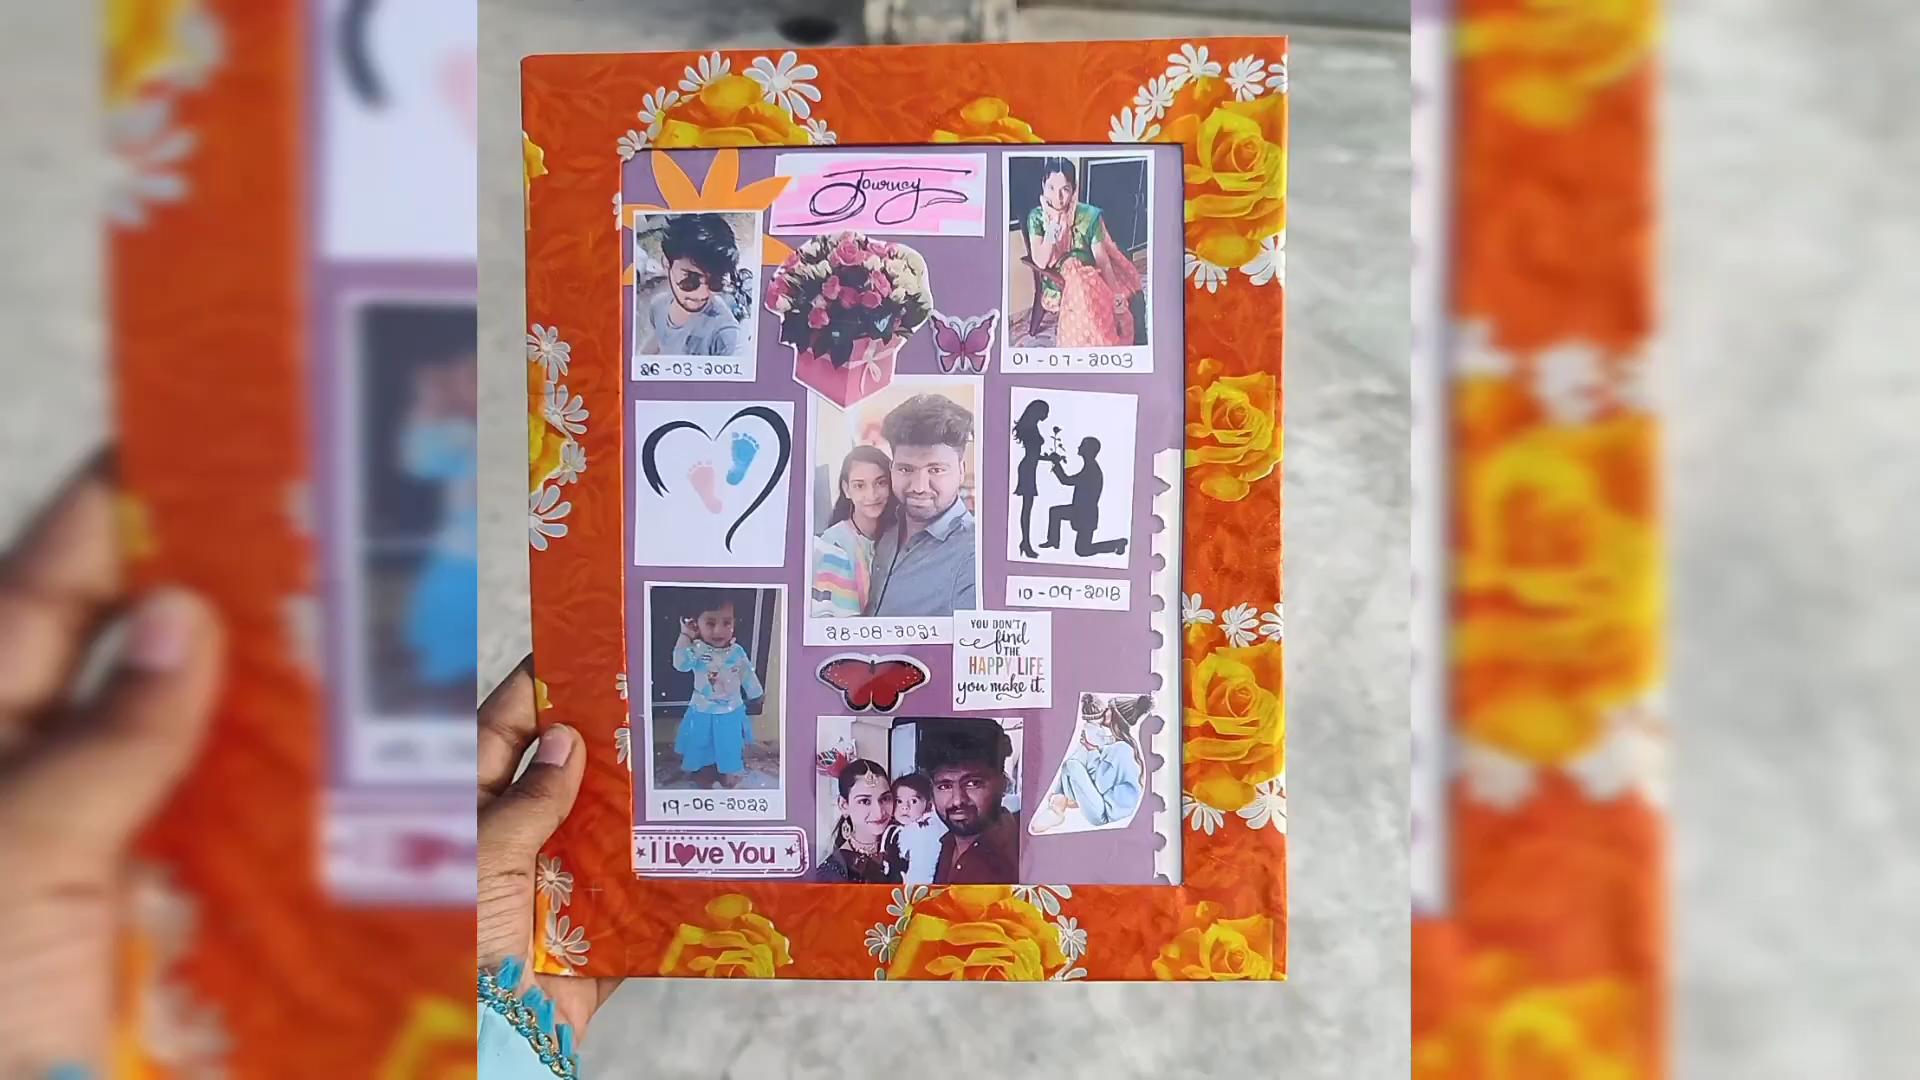 Journey
26-03-2001
01-07-2003
10-09-2018
28-08-2021
YOU DON'T
find
THE
HAPPY LIFE
you make it.
19-06-2022
I Love You